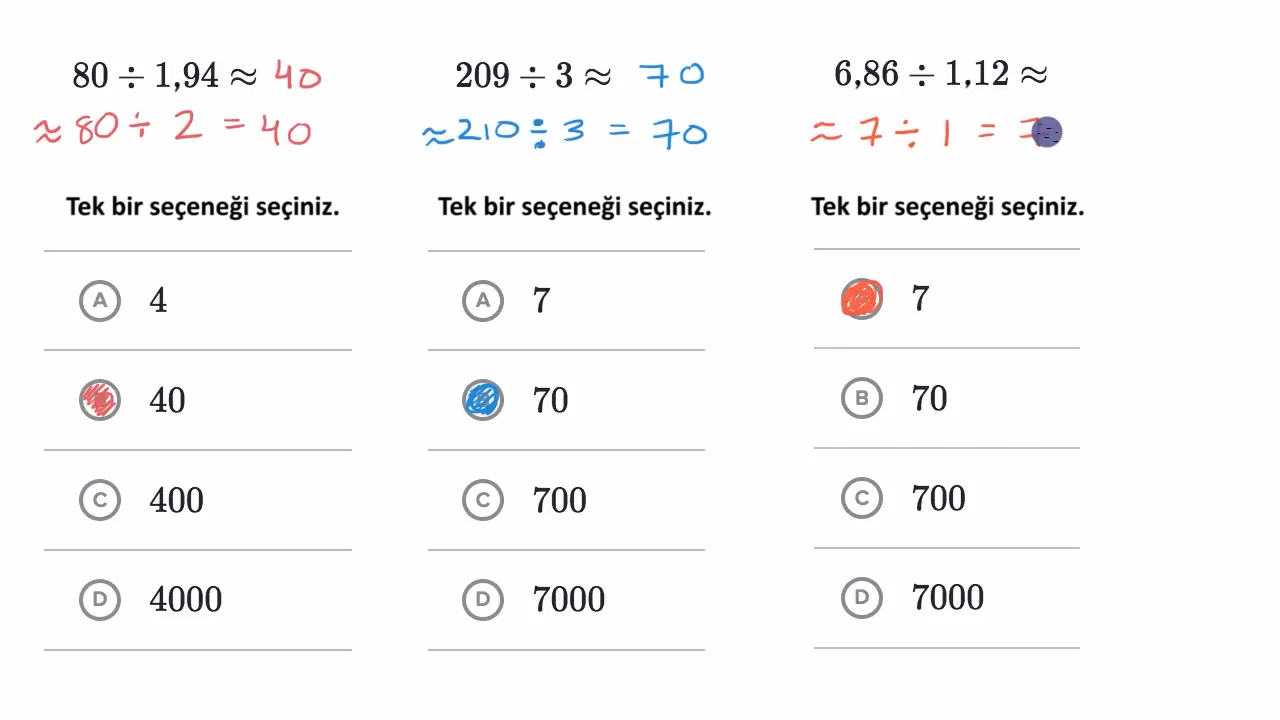 80 ÷ 1,94 ≈ 40
≈ 80 ÷ 2 = 40
Tek bir seçeneği seçiniz.
A 4
40
C 400
D 4000
209 ÷ 3 ≈ 70
≈ 210 ÷ 3 = 70
Tek bir seçeneği seçiniz.
A 7
70
C 700
D 7000
6,86 ÷ 1,12 ≈
≈ 7 ÷ 1 = 7
Tek bir seçeneği seçiniz.
7
B 70
C 700
D 7000